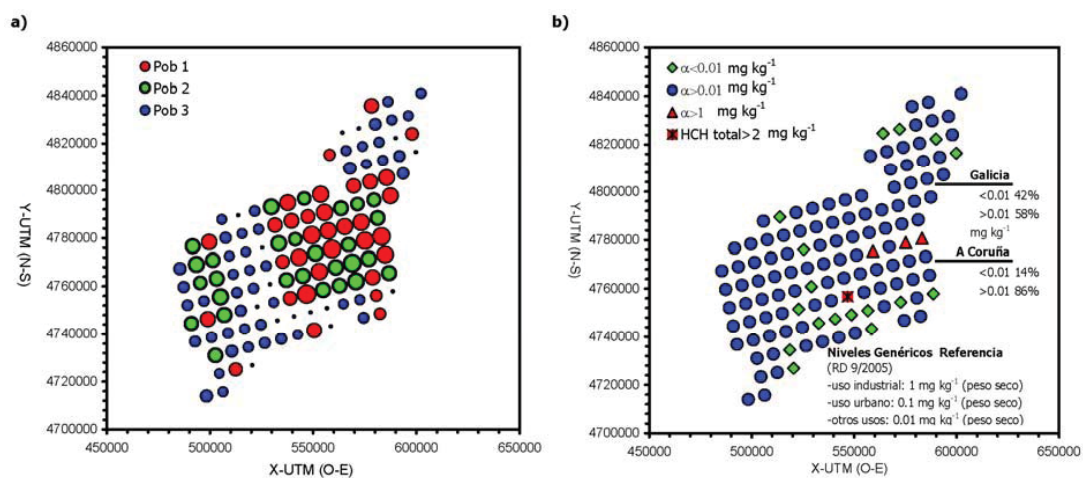 a)
4860000
4840000
4820000
4800000
4780000
4760000
4740000
4720000
4700000
Y-UTM (N-S)
Pob 1
Pob 2
Pob 3
450000 500000 550000 600000 650000
X-UTM (O-E)
b)
4860000
4840000
4820000
4800000
4780000
4760000
4740000
4720000
4700000
Y-UTM (N-S)
α<0.01 mg kg⁻¹
α>0.01 mg kg⁻¹
α>1 mg kg⁻¹
HCH total>2 mg kg⁻¹
Galicia
<0.01 42%
>0.01 58%
mg kg⁻¹
A Coruña
<0.01 14%
>0.01 86%
Niveles Genéricos Referencia
(RD 9/2005)
-uso industrial: 1 mg kg⁻¹ (peso seco)
-uso urbano: 0.1 mg kg⁻¹ (peso seco)
-otros usos: 0.01 mg kg⁻¹ (peso seco)
450000 500000 550000 600000 650000
X-UTM (O-E)